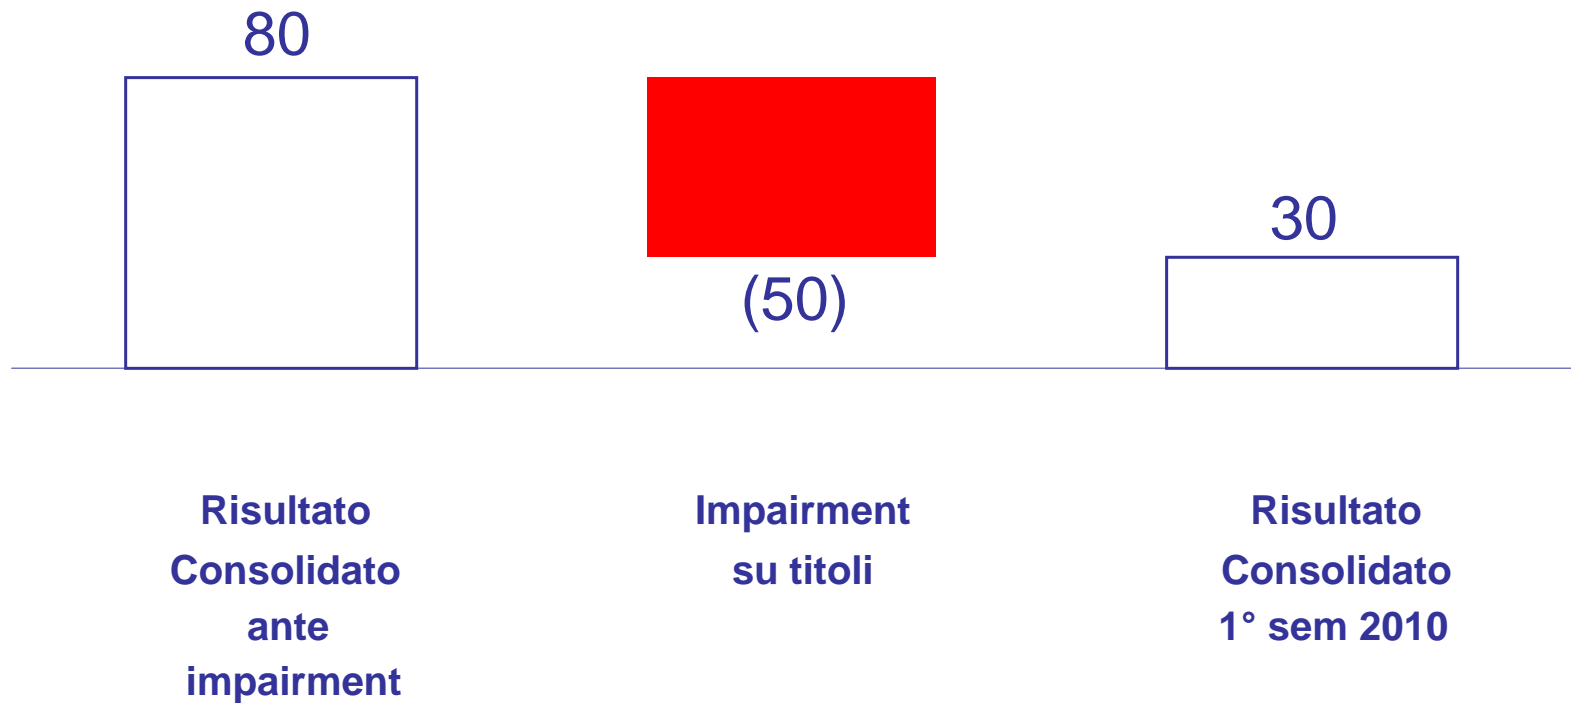 80
(50)
30
Risultato
Consolidato
ante
impairment
Impairment
su titoli
Risultato
Consolidato
1° sem 2010